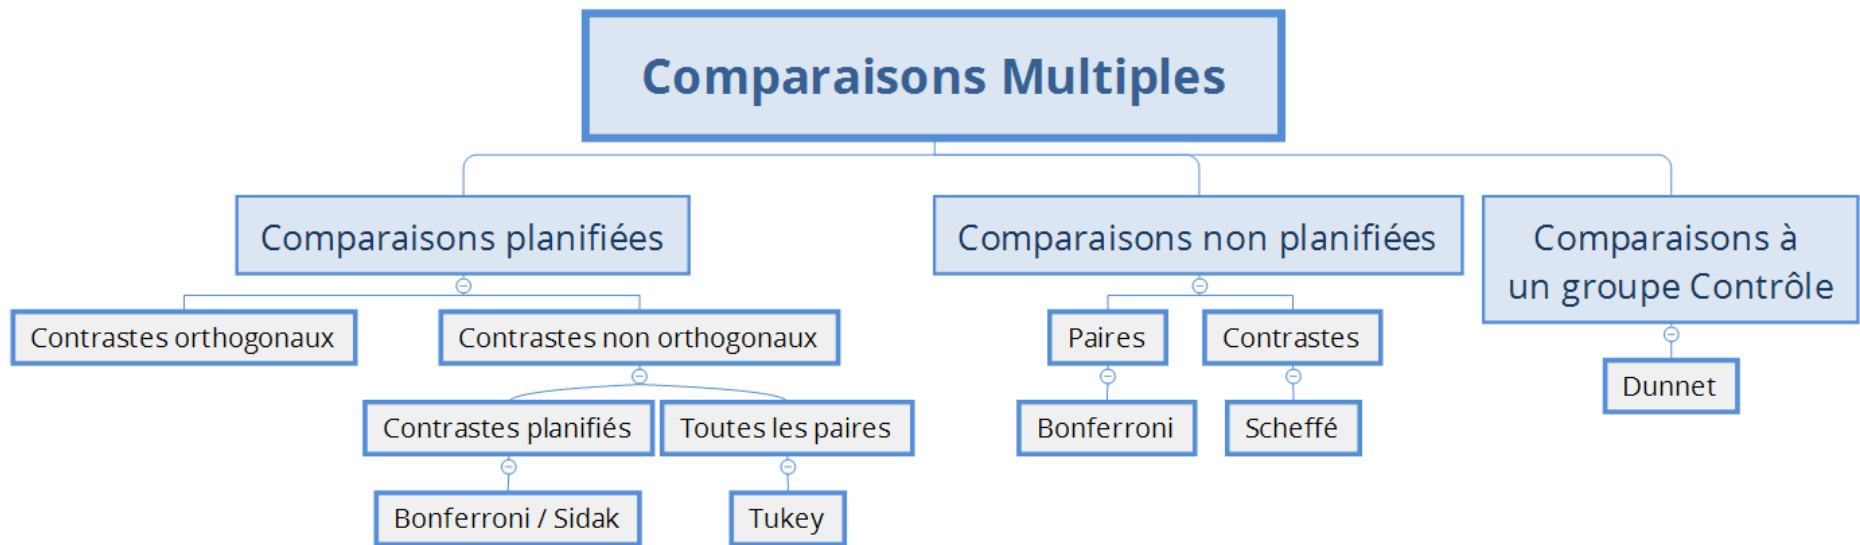 Comparaisons Multiples
Comparaisons planifiées
Comparaisons non planifiées
Comparaisons à
un groupe Contrôle
Contrastes orthogonaux
Contrastes non orthogonaux
Paires
Contrastes
Dunnet
Contrastes planifiés
Toutes les paires
Bonferroni
Scheffé
Bonferroni / Sidak
Tukey